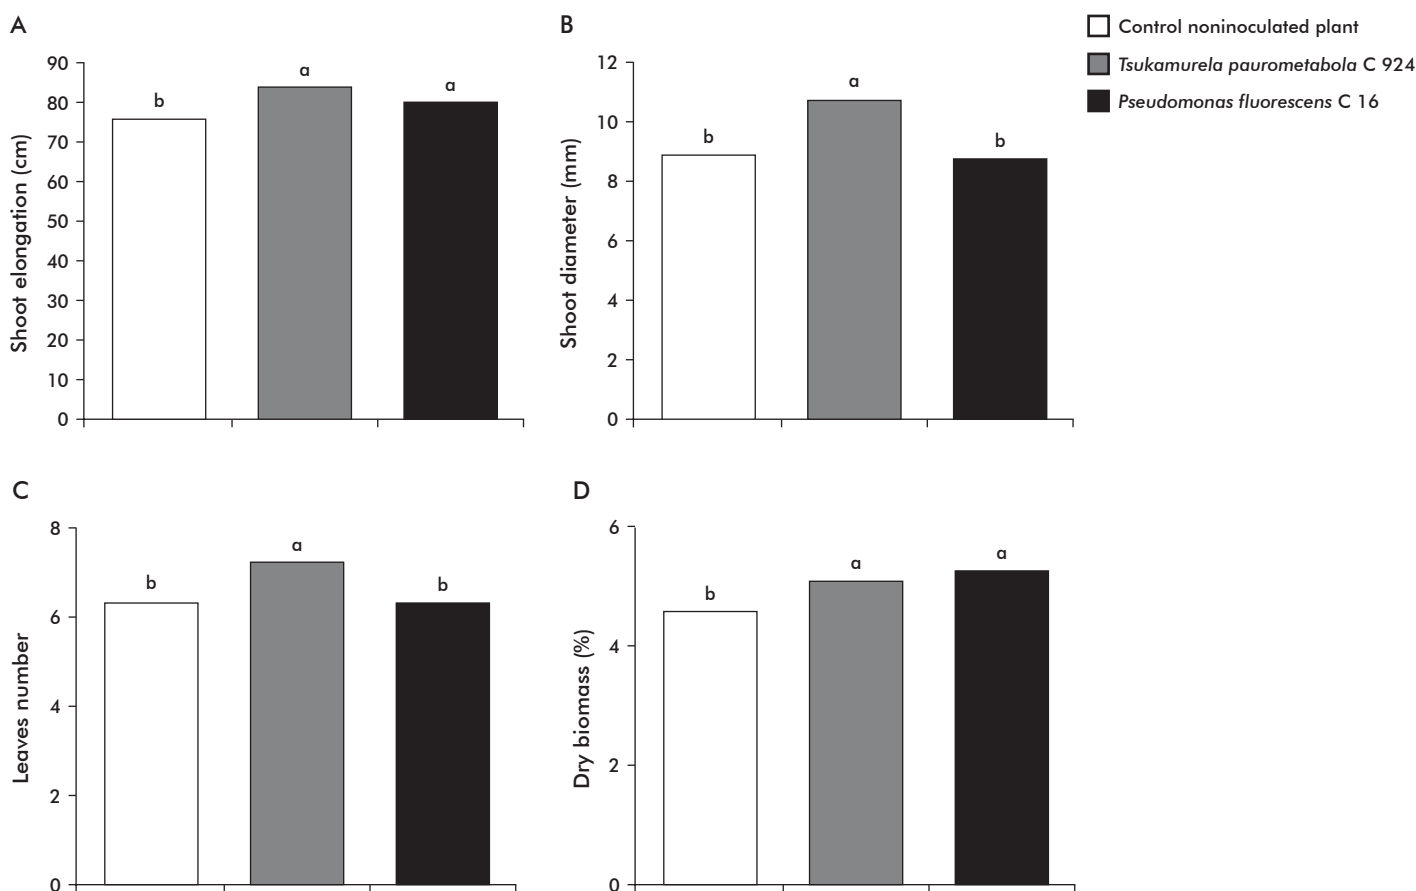 A
Shoot elongation (cm)
90
80
70
60
50
40
30
20
10
0
b
a
a
B
Shoot diameter (mm)
12
10
8
6
4
2
0
b
a
b
Control noninoculated plant
Tsukamurela paurometabola C 924
Pseudomonas fluorescens C 16
C
Leaves number
8
6
4
2
0
b
a
b
D
Dry biomass (%)
6
4
2
0
b
a
a